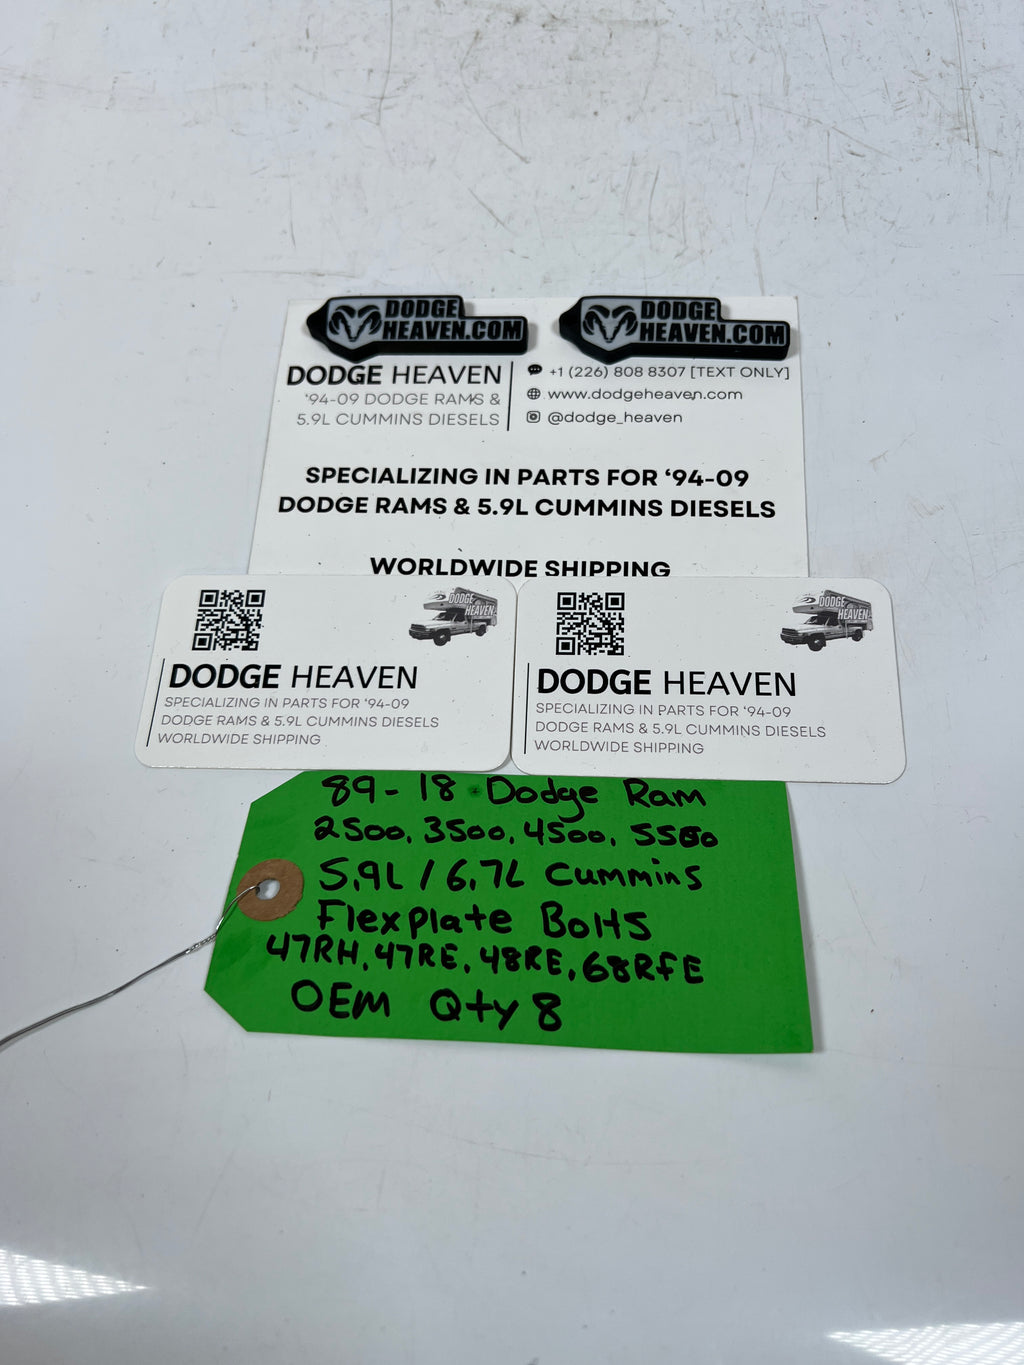 DODGE
HEAVEN.COM
DODGE
HEAVEN.COM
DODGE HEAVEN
'94-09 DODGE RAMS &
5.9L CUMMINS DIESELS
+1 (226) 808 8307 [TEXT ONLY]
www.dodgeheaven.com
@dodge_heaven
SPECIALIZING IN PARTS FOR '94-09
DODGE RAMS & 5.9L CUMMINS DIESELS
WORLDWIDE SHIPPING
DODGE
HEAVEN
DODGE HEAVEN
SPECIALIZING IN PARTS FOR '94-09
DODGE RAMS & 5.9L CUMMINS DIESELS
WORLDWIDE SHIPPING
DODGE
HEAVEN
DODGE HEAVEN
SPECIALIZING IN PARTS FOR '94-09
DODGE RAMS & 5.9L CUMMINS DIESELS
WORLDWIDE SHIPPING
89-18 Dodge Ram
2500, 3500, 4500, 5500
5.9L / 6.7L Cummins
Flexplate Bolts
47RH, 47RE, 48RE, 68RFE
OEM Qty 8